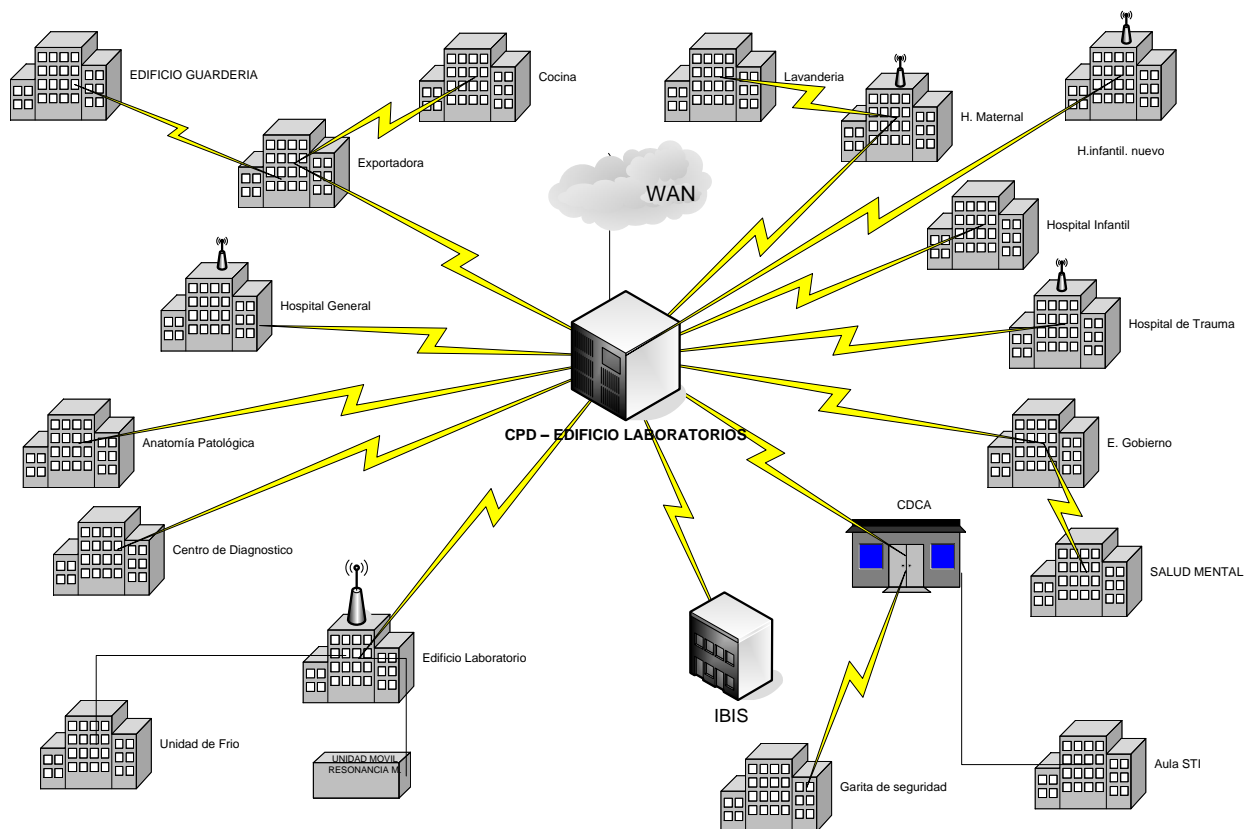 EDIFICIO GUARDERIA
Cocina
Lavanderia
H. Maternal
H.infantil. nuevo
Exportadora
WAN
Hospital Infantil
Hospital General
Hospital de Trauma
CPD – EDIFICIO LABORATORIOS
Anatomía Patológica
E. Gobierno
Centro de Diagnostico
CDCA
SALUD MENTAL
Edificio Laboratorio
IBIS
Unidad de Frio
UNIDAD MOVIL
RESONANCIA M.
Garita de seguridad
Aula STI